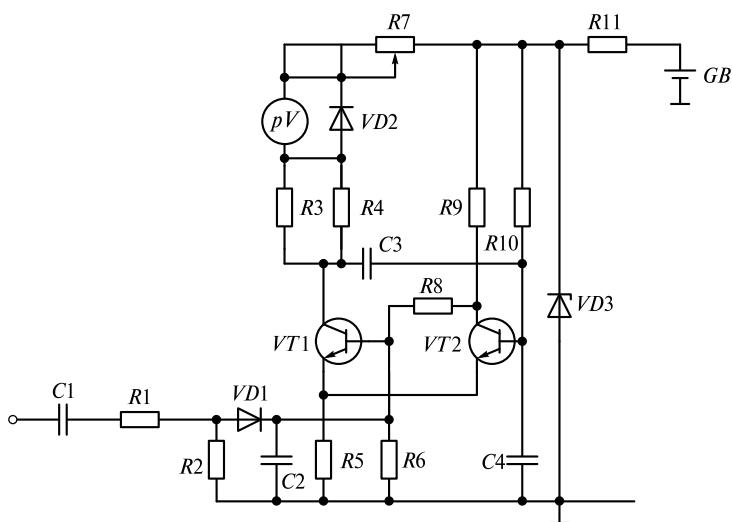 R7
R11
GB
pV
VD2
R3
R4
R9
R10
C3
R8
VD3
VT1
VT2
C1
R1
VD1
R2
C2
R5
R6
C4